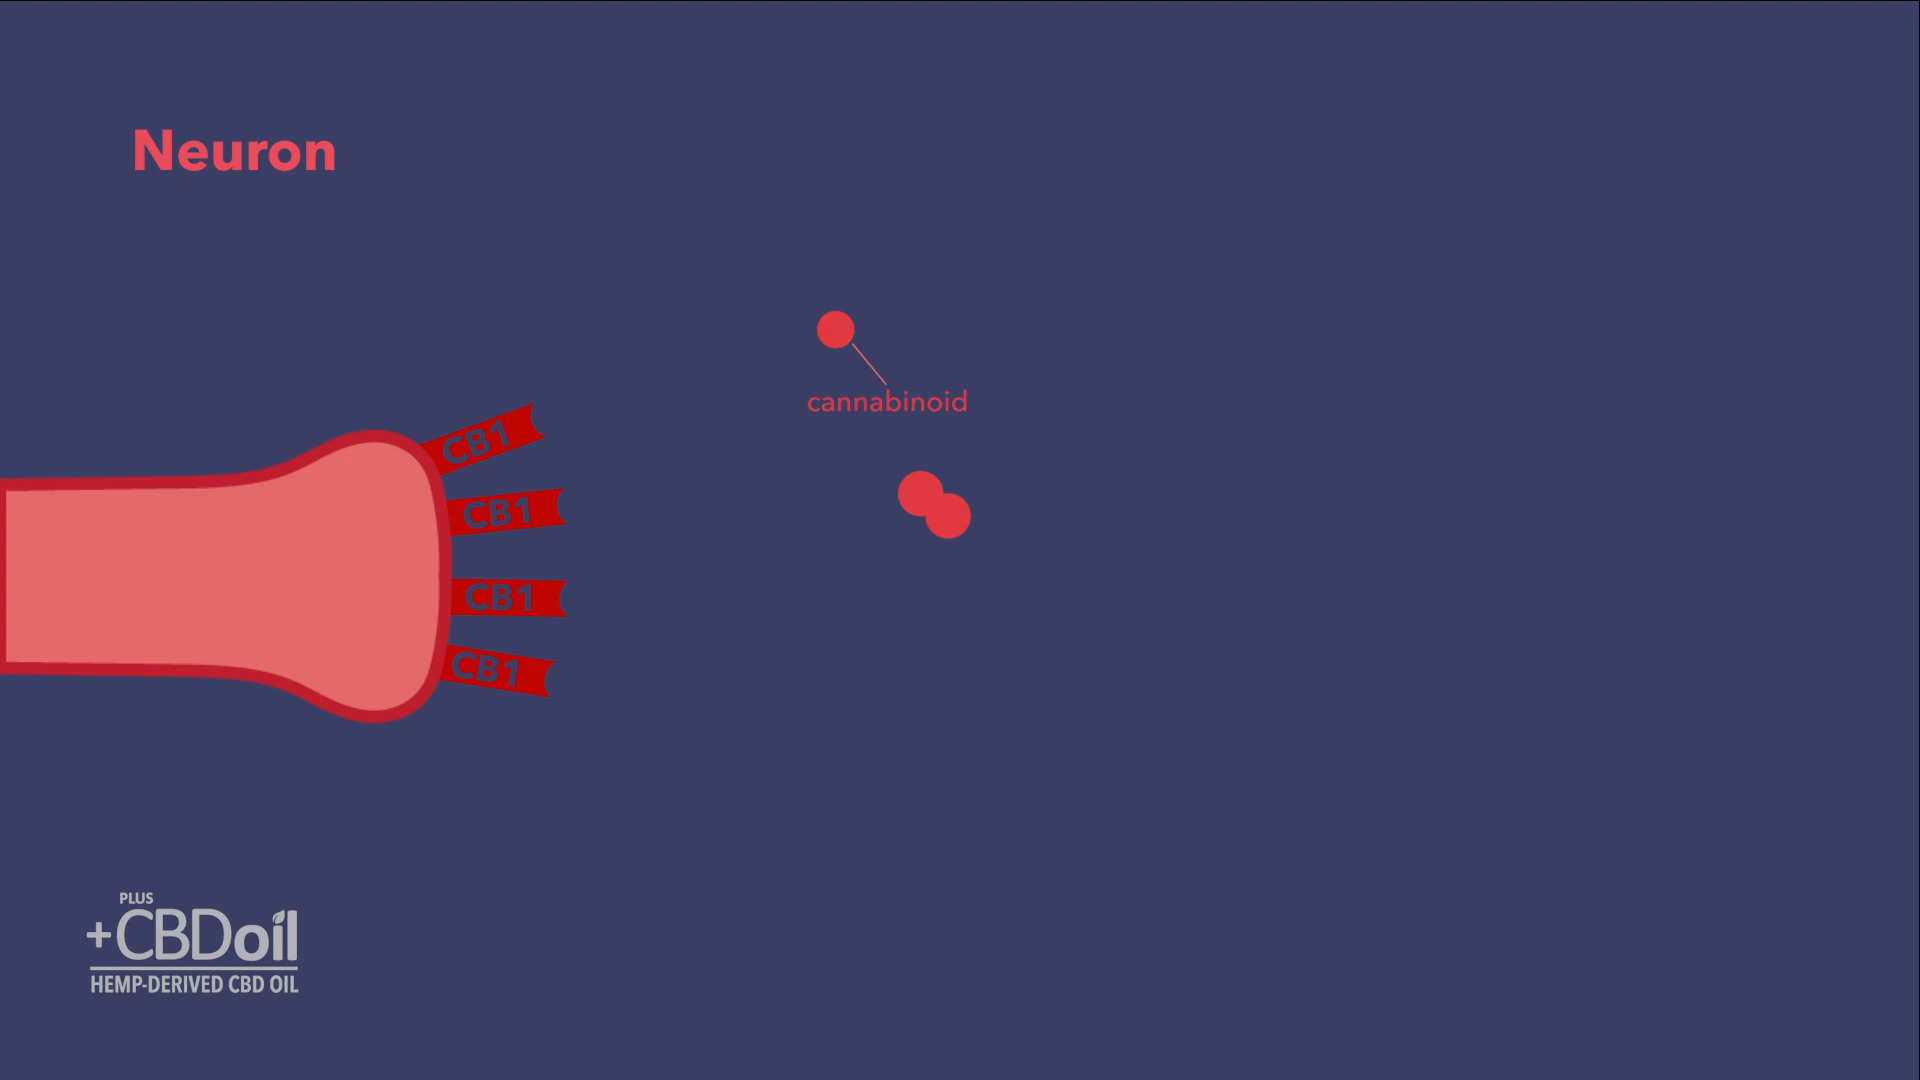 Neuron
cannabinoid
CB1
CB1
CB1
CB1
PLUS
+CBDoil
HEMP-DERIVED CBD OIL